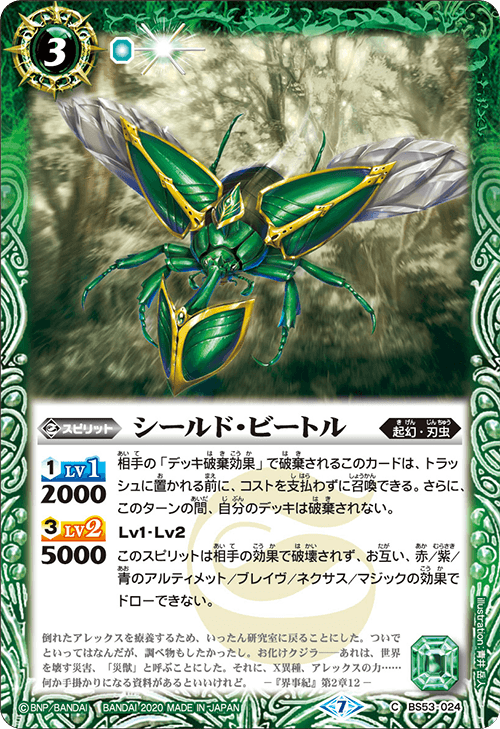 3
スピリット
シールド・ビートル
起幻・刃虫
1 LV1
2000
相手の「デッキ破棄効果」で破棄されるこのカードは、トラッ
シュに置かれる前に、コストを支払わずに召喚できる。さらに、
このターンの間、自分のデッキは破棄されない。
3 LV2
5000
Lv1・Lv2
このスピリットは相手の効果で破壊されず、お互い、赤/紫/
青のアルティメット/ブレイヴ/ネクサス/マジックの効果で
ドローできない。
倒れたアレックスを療養するため、いったん研究室に戻ることにした。ついで
といってはなんだが、調べ物もしたかったし。お化けクジラ――あれは、世界
を壊す災害、「災獣」と呼ぶことにした。それに、X異種、アレックスの力……
何か手掛かりになる資料があるといいけれど。 －『界事紀』第2章12－
illustration:青井 岳人
©BNP/BANDAI BANDAI 2020 MADE IN JAPAN
7
C BS53-024